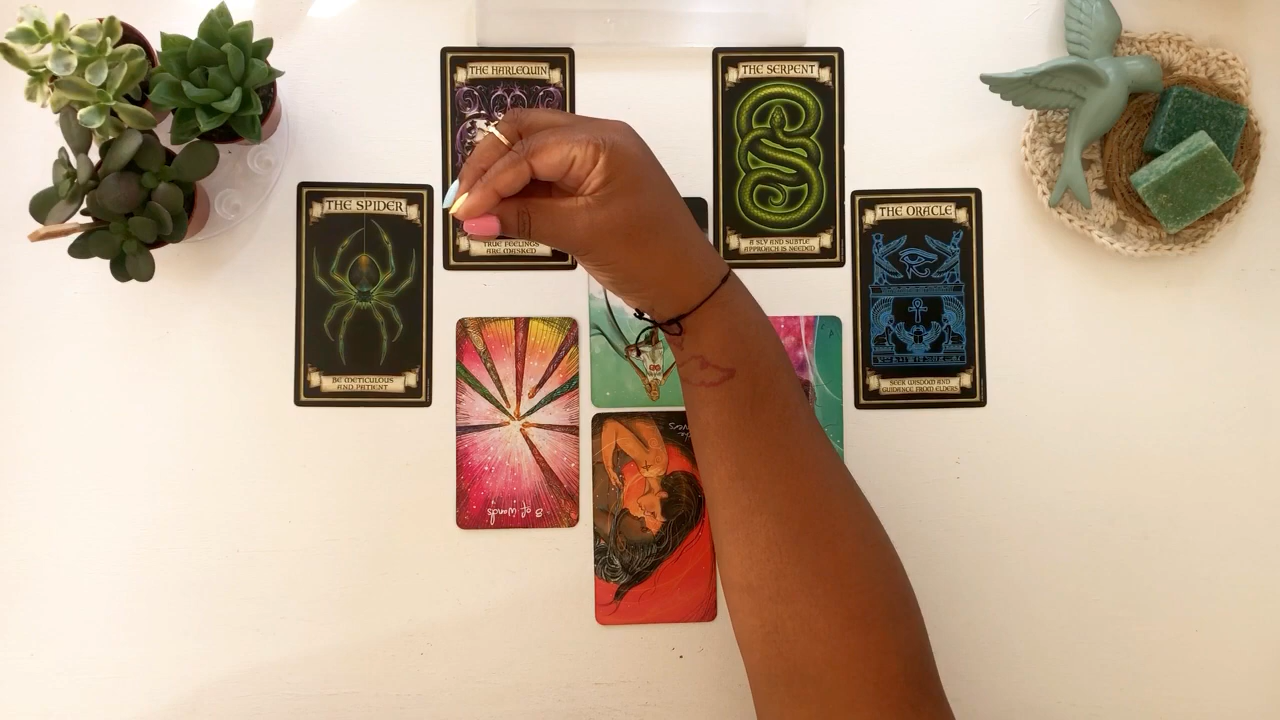 THE HARLEQUIN
TRUE FEELINGS
ARE MASKED
THE SERPENT
A SLY AND SUBTLE
APPROACH IS NEEDED
THE SPIDER
BE METICULOUS
AND PATIENT
THE ORACLE
SEEK WISDOM AND
GUIDANCE FROM ELDERS
8 of wands
the